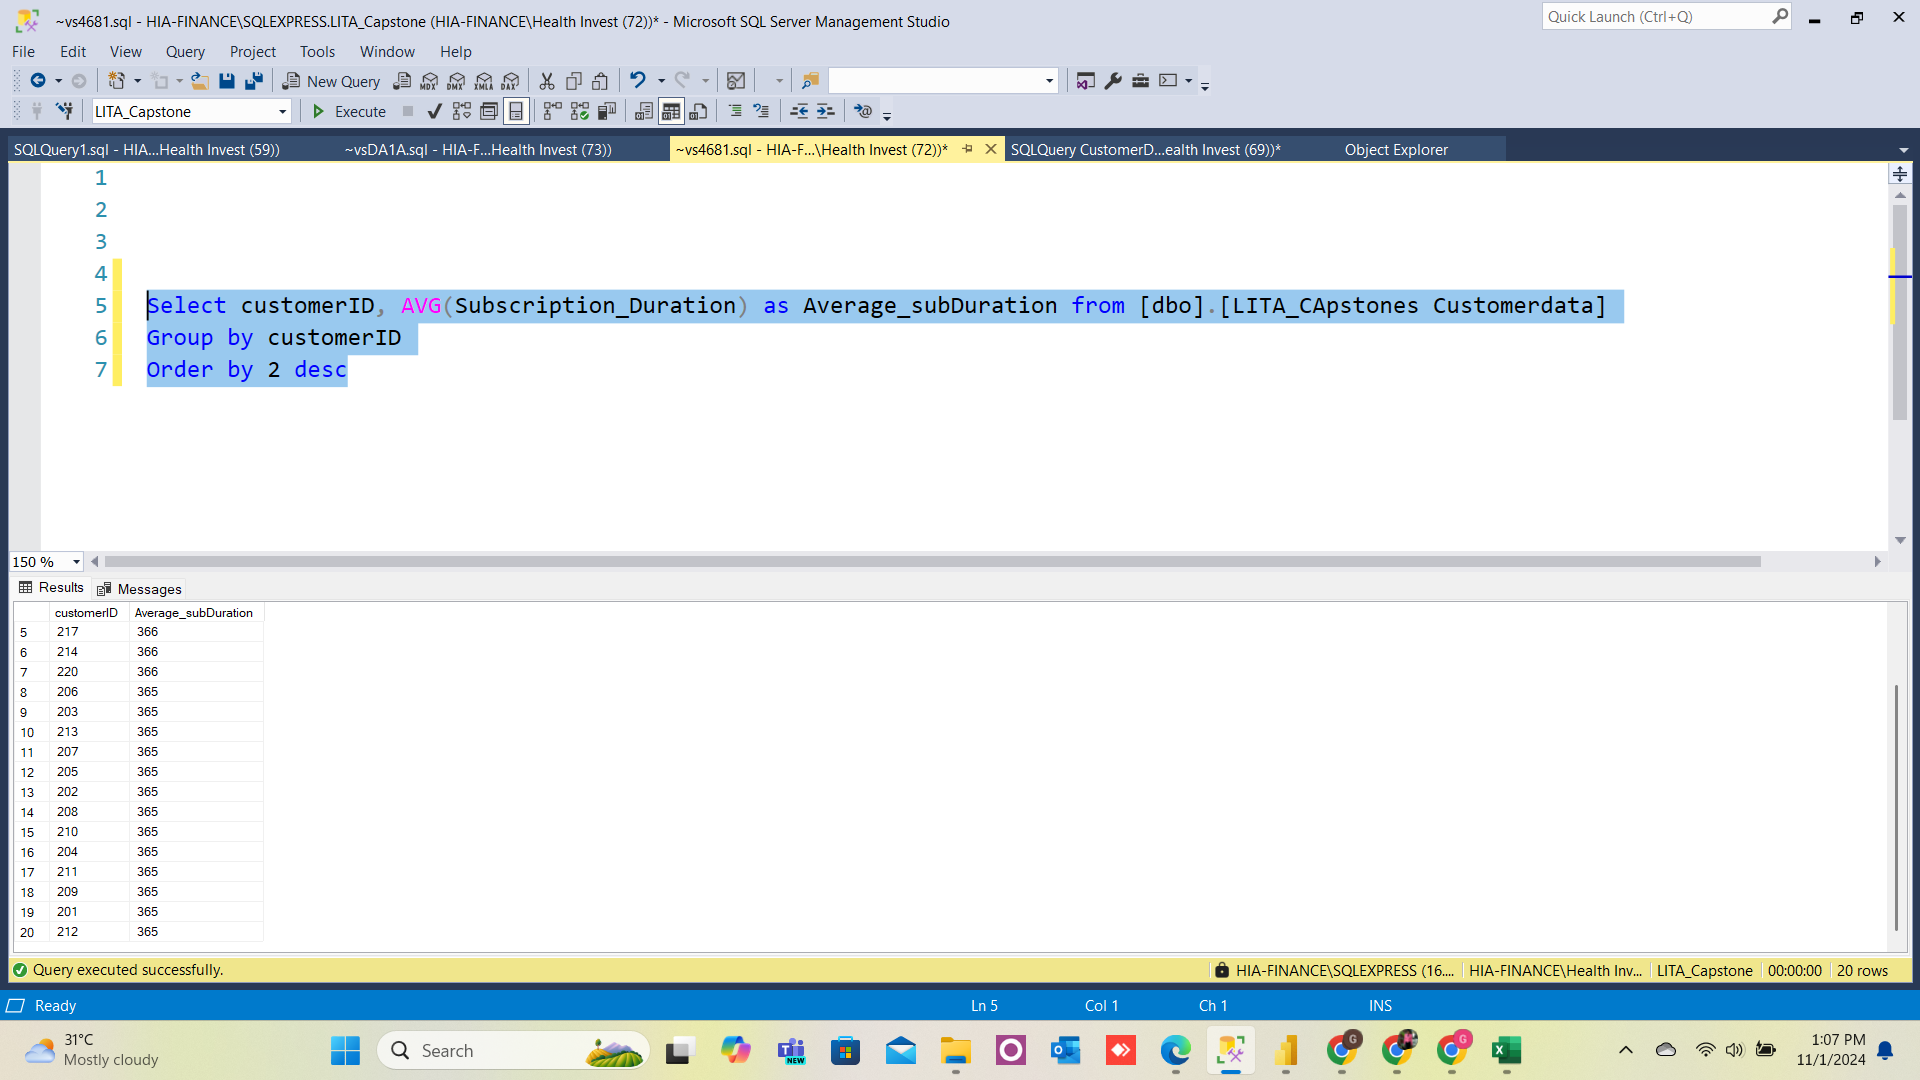 ~vs4681.sql - HIA-FINANCE\SQLEXPRESS.LITA_Capstone (HIA-FINANCE\Health Invest (72))* - Microsoft SQL Server Management Studio
Quick Launch (Ctrl+Q)
File Edit View Query Project Tools Window Help
New Query MDX DMX XMLA DAX
LITA_Capstone Execute
SQLQuery1.sql - HIA...Health Invest (59)) ~vsDA1A.sql - HIA-F...Health Invest (73)) ~vs4681.sql - HIA-F...\Health Invest (72))* SQLQuery CustomerD...ealth Invest (69))* Object Explorer
1
2
3
4
5 Select customerID, AVG(Subscription_Duration) as Average_subDuration from [dbo].[LITA_CApstones Customerdata]
6 Group by customerID
7 Order by 2 desc
150 %
Results Messages
customerID Average_subDuration
5 217 366
6 214 366
7 220 366
8 206 365
9 203 365
10 213 365
11 207 365
12 205 365
13 202 365
14 208 365
15 210 365
16 204 365
17 211 365
18 209 365
19 201 365
20 212 365
Query executed successfully. HIA-FINANCE\SQLEXPRESS (16.... HIA-FINANCE\Health Inv... LITA_Capstone 00:00:00 20 rows
Ready Ln 5 Col 1 Ch 1 INS
31°C
Mostly cloudy
Search
NEW
G
G
1:07 PM
11/1/2024